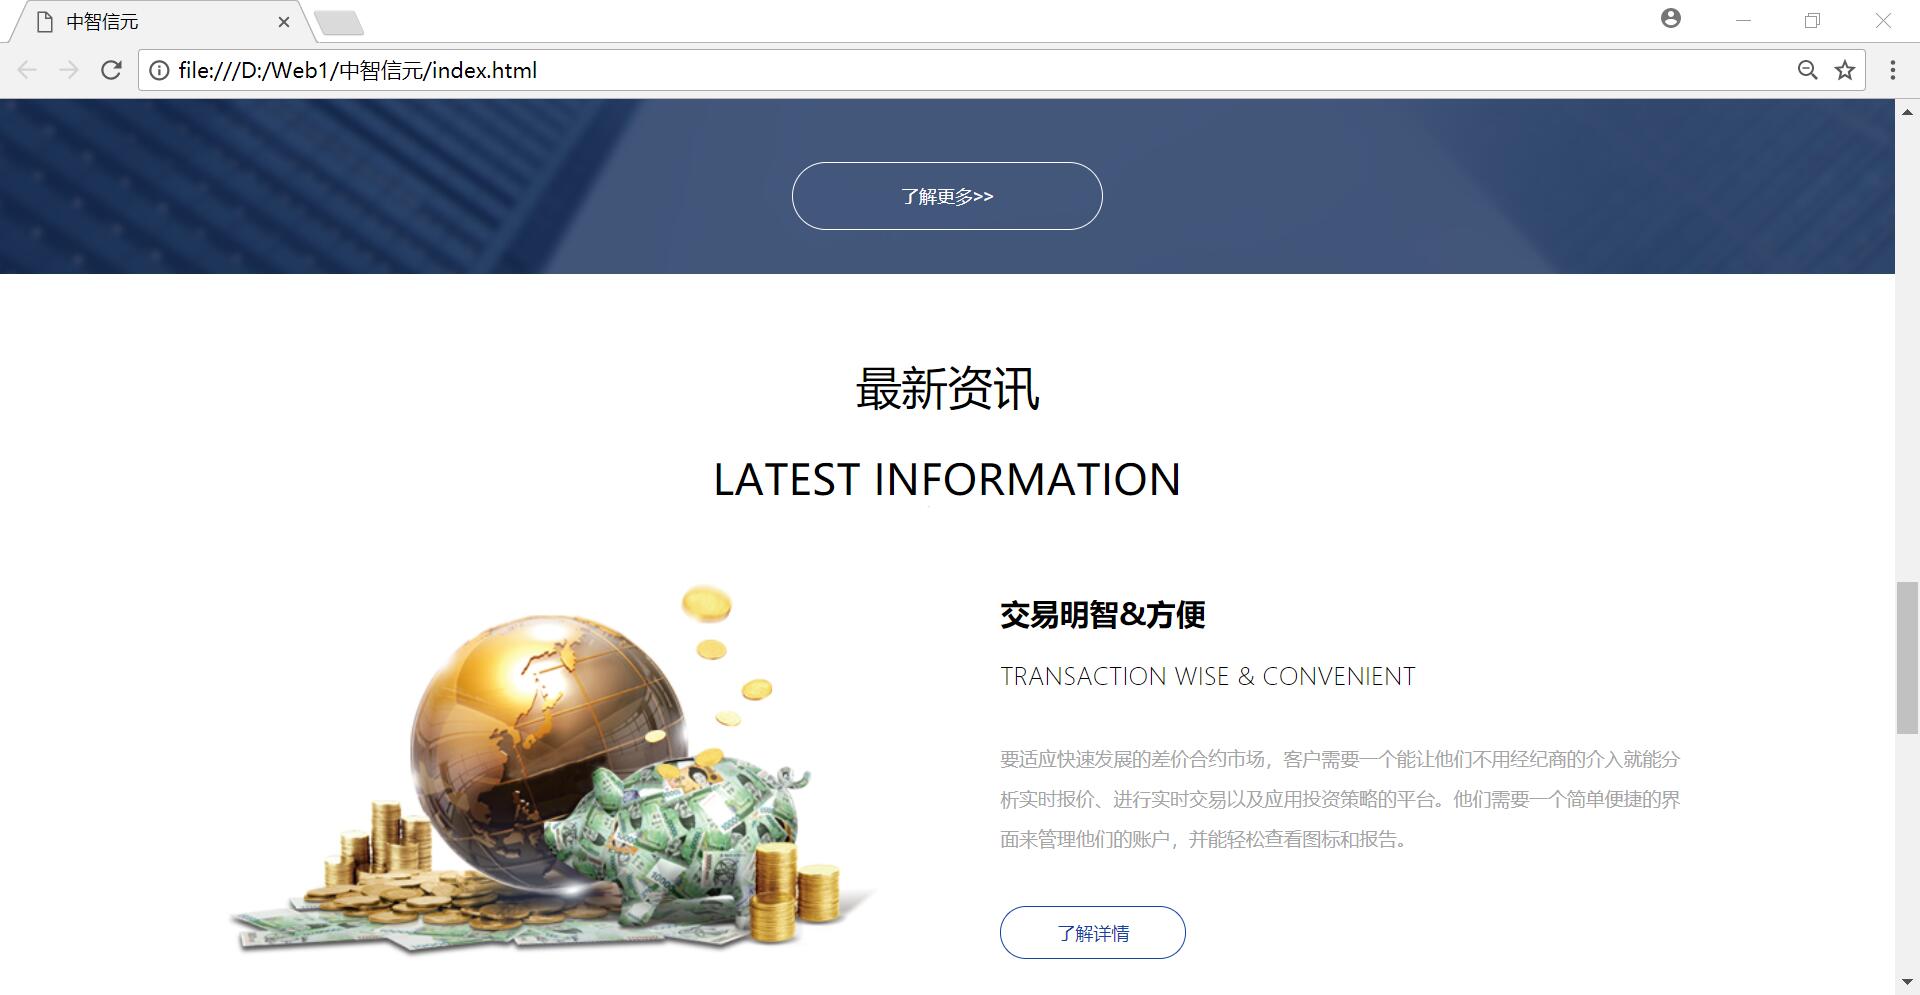 中智信元
file:///D:/Web1/中智信元/index.html
了解更多>>
最新资讯
LATEST INFORMATION
交易明智&方便
TRANSACTION WISE & CONVENIENT
要适应快速发展的差价合约市场，客户需要一个能让他们不用经纪商的介入就能分
析实时报价、进行实时交易以及应用投资策略的平台。他们需要一个简单便捷的界
面来管理他们的账户，并能轻松查看图标和报告。
了解详情